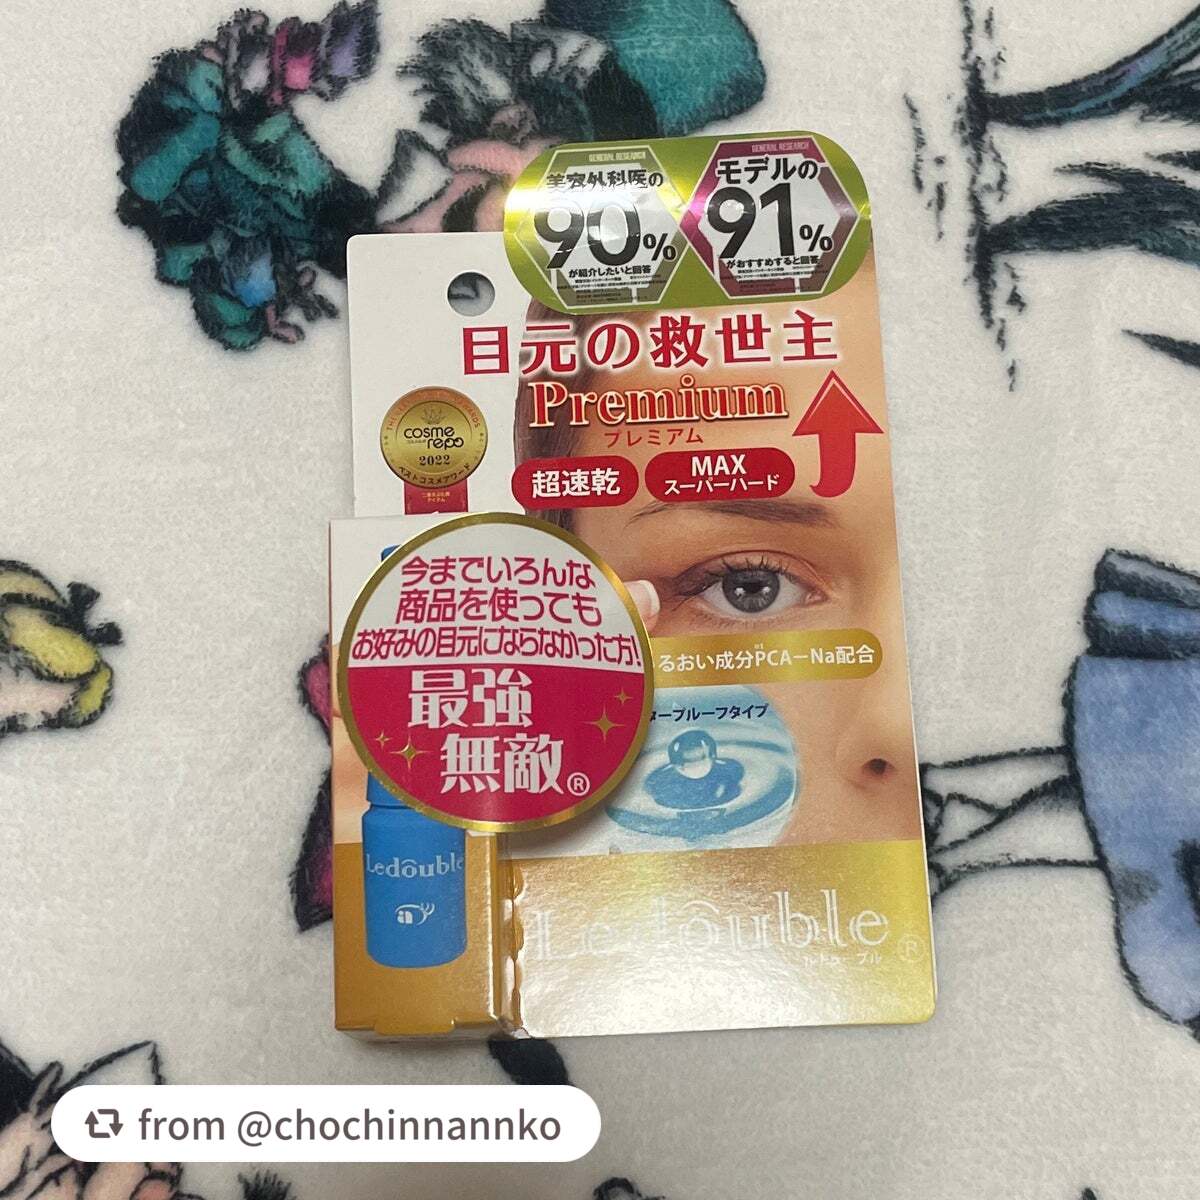 GENERAL RESEARCH
美容外科医の
90%
が紹介したいと回答
GENERAL RESEARCH
モデルの
91%
がおすすめすると回答
目元の救世主
Premium
プレミアム
超速乾
MAX
スーパーハード
cosme
repo
2022
ベストコスメアワード
今までいろんな
商品を使っても
お好みの目元にならなかった方!
最強
無敵®
るおい成分PCA－Na配合
タープルーフタイプ
Ledouble
Ledouble®
ルドゥーブル
from @chochinnannko